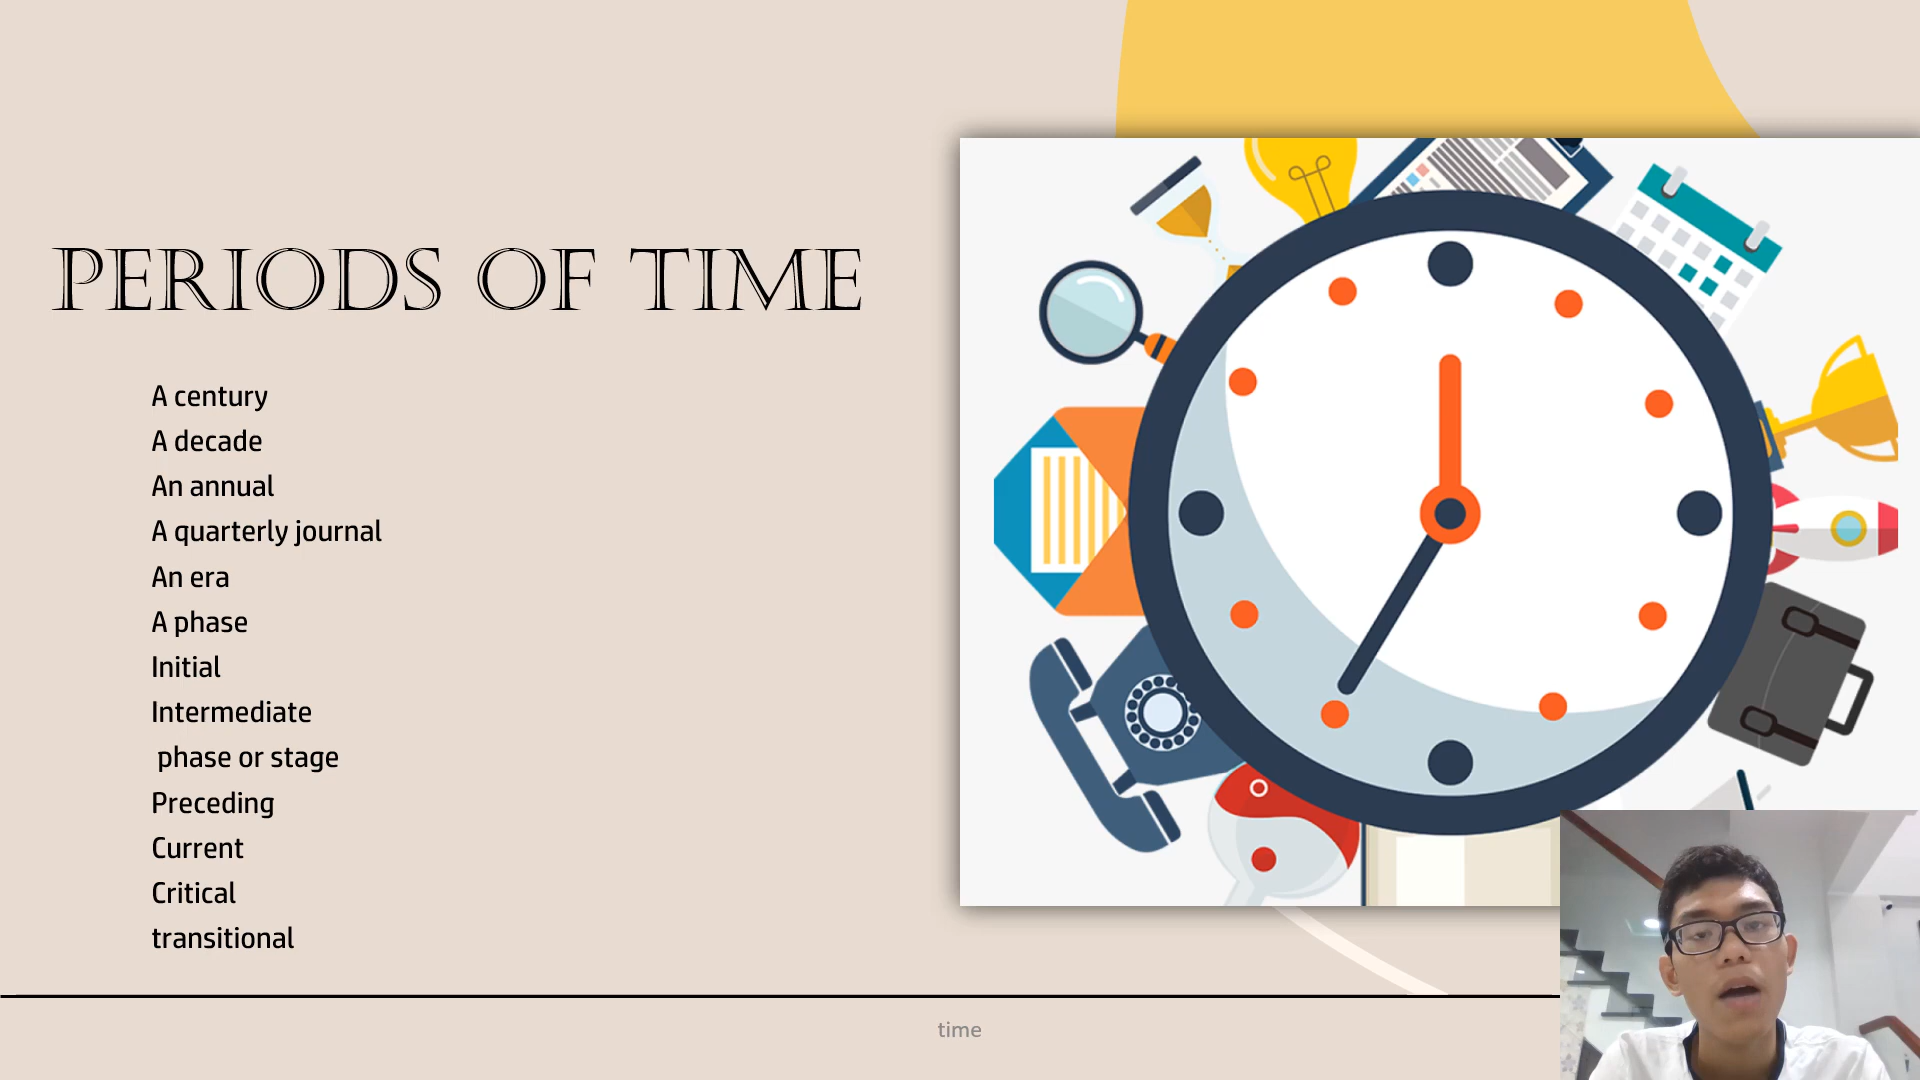 PERIODS OF TIME
A century
A decade
An annual
A quarterly journal
An era
A phase
Initial
Intermediate
phase or stage
Preceding
Current
Critical
transitional
time